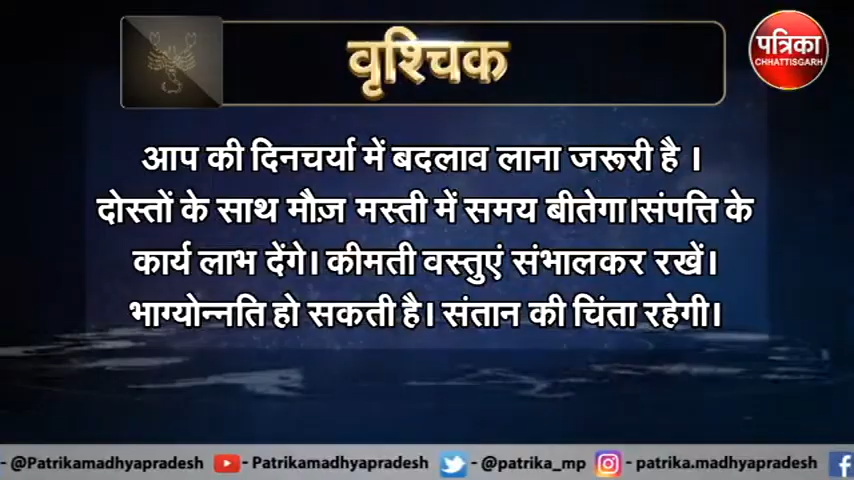 वृश्चिक
पत्रिका
CHHATTISGARH
आप की दिनचर्या में बदलाव लाना जरूरी है ।
दोस्तों के साथ मौज़ मस्ती में समय बीतेगा।संपत्ति के
कार्य लाभ देंगे। कीमती वस्तुएं संभालकर रखें।
भाग्योन्नति हो सकती है। संतान की चिंता रहेगी।
- @Patrikamadhyapradesh - Patrikamadhyapradesh - @patrika_mp - patrika.madhyapradesh